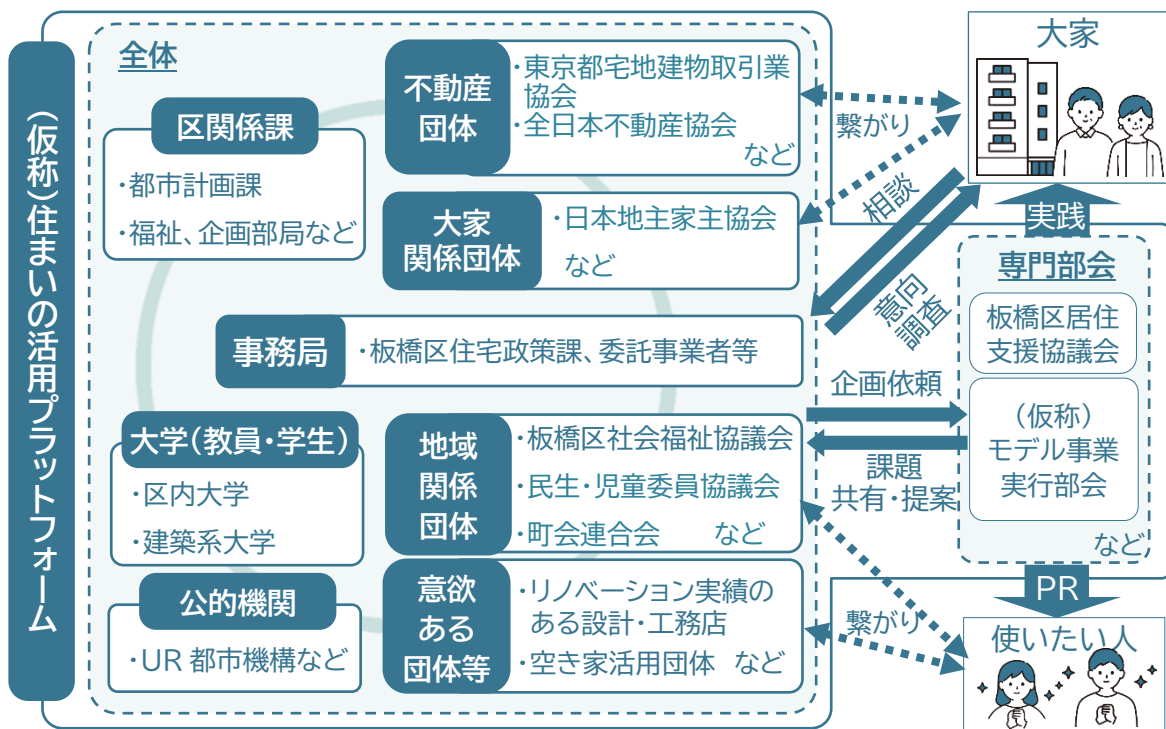 (仮称)住まいの活用プラットフォーム
全体
区関係課
・都市計画課
・福祉、企画部局など
不動産
団体
・東京都宅地建物取引業
協会
・全日本不動産協会
など
大家
関係団体
・日本地主家主協会
など
事務局
・板橋区住宅政策課、委託事業者等
大学(教員・学生)
・区内大学
・建築系大学
地域
関係
団体
・板橋区社会福祉協議会
・民生・児童委員協議会
・町会連合会 など
公的機関
・UR 都市機構など
意欲
ある
団体等
・リノベーション実績の
ある設計・工務店
・空き家活用団体 など
大家
繋がり
相談
意向
調査
実践
専門部会
板橋区居住
支援協議会
(仮称)
モデル事業
実行部会
など
企画依頼
課題
共有・提案
PR
繋がり
使いたい人